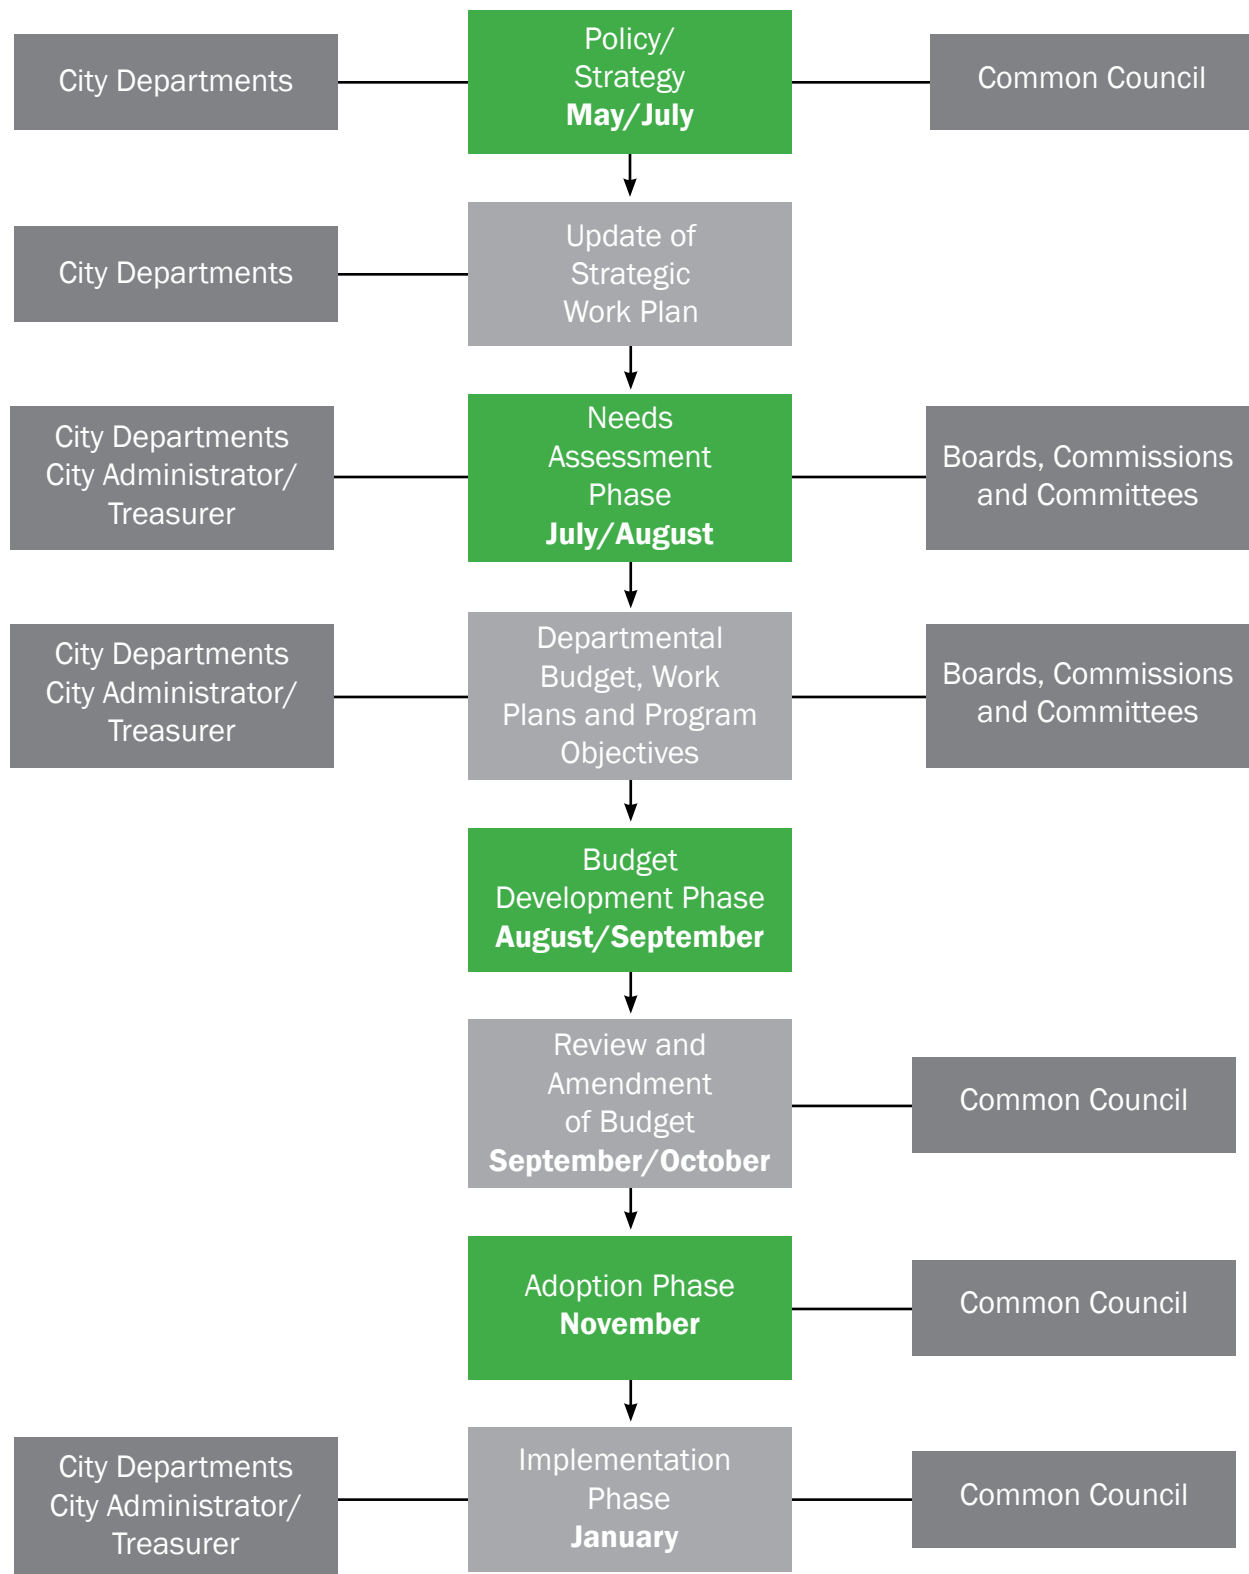 City Departments
Policy/
Strategy
May/July
Common Council
City Departments
Update of
Strategic
Work Plan
City Departments
City Administrator/
Treasurer
Needs
Assessment
Phase
July/August
Boards, Commissions
and Committees
City Departments
City Administrator/
Treasurer
Departmental
Budget, Work
Plans and Program
Objectives
Boards, Commissions
and Committees
Budget
Development Phase
August/September
Review and
Amendment
of Budget
September/October
Common Council
Adoption Phase
November
Common Council
City Departments
City Administrator/
Treasurer
Implementation
Phase
January
Common Council